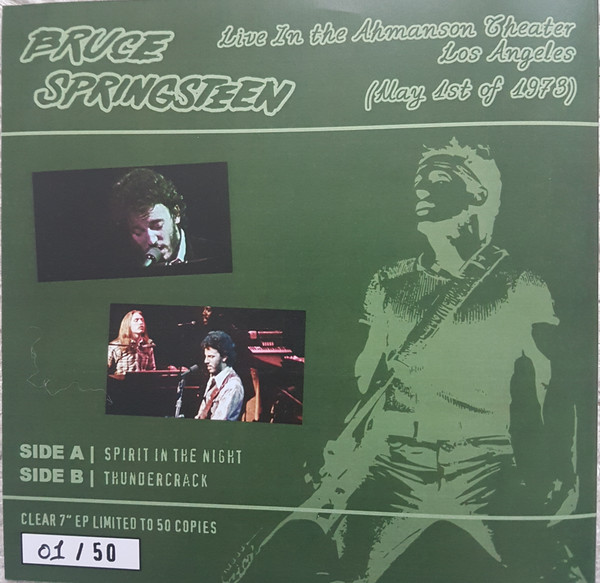 BRUCE
SPRINGSTEEN
Live In the Ahmanson Theater
Los Angeles
(May 1st of 1973)
SIDE A | SPIRIT IN THE NIGHT
SIDE B | THUNDERCRACK
CLEAR 7" EP LIMITED TO 50 COPIES
01 / 50